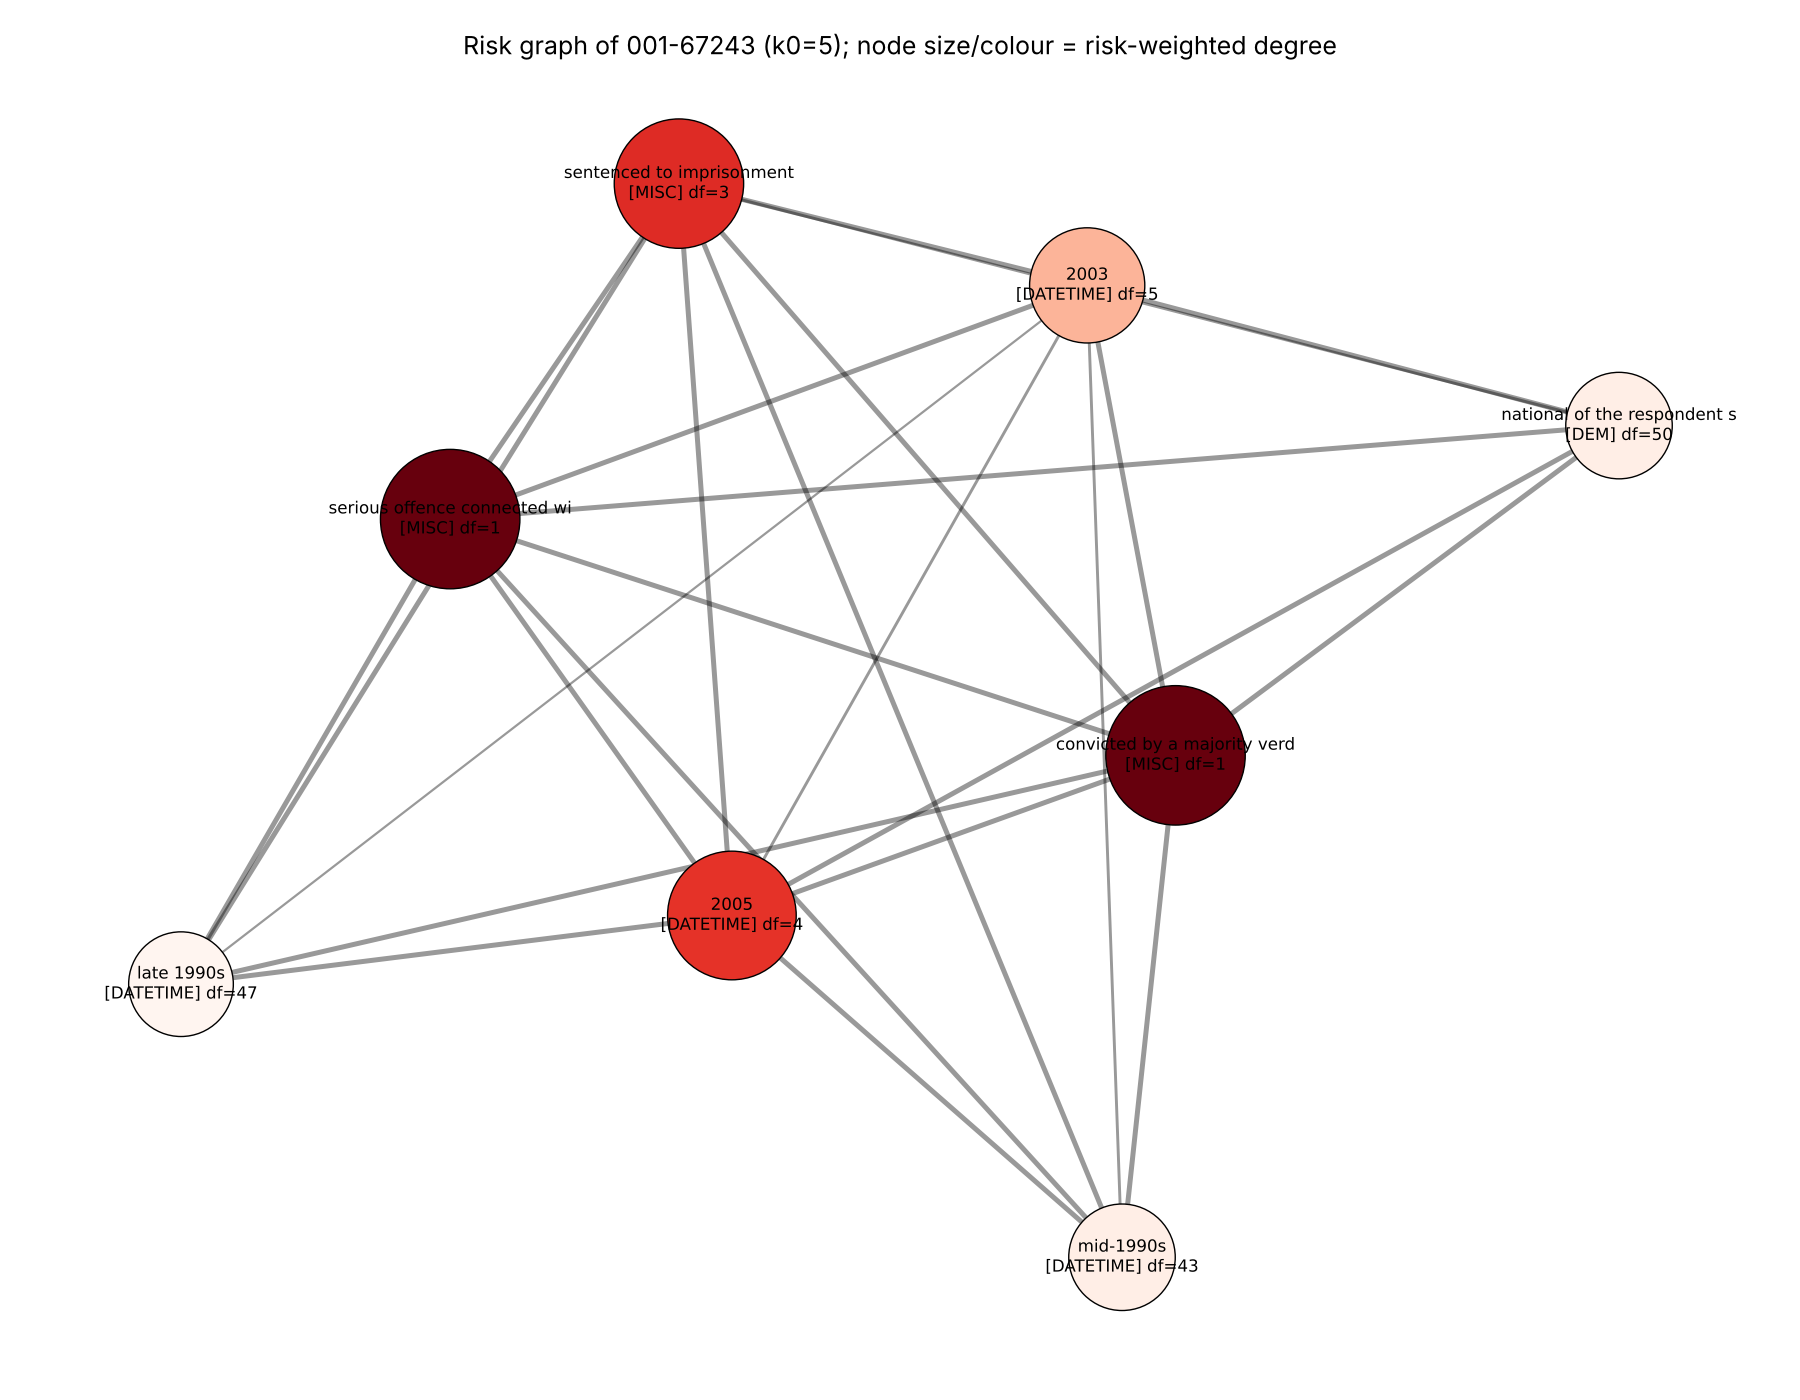 Risk graph of 001-67243 (k0=5); node size/colour = risk-weighted degree
sentenced to imprisonment
[MISC] df=3
2003
[DATETIME] df=5
national of the respondent s
[DEM] df=50
serious offence connected wi
[MISC] df=1
convicted by a majority verd
[MISC] df=1
2005
[DATETIME] df=4
late 1990s
[DATETIME] df=47
mid-1990s
[DATETIME] df=43